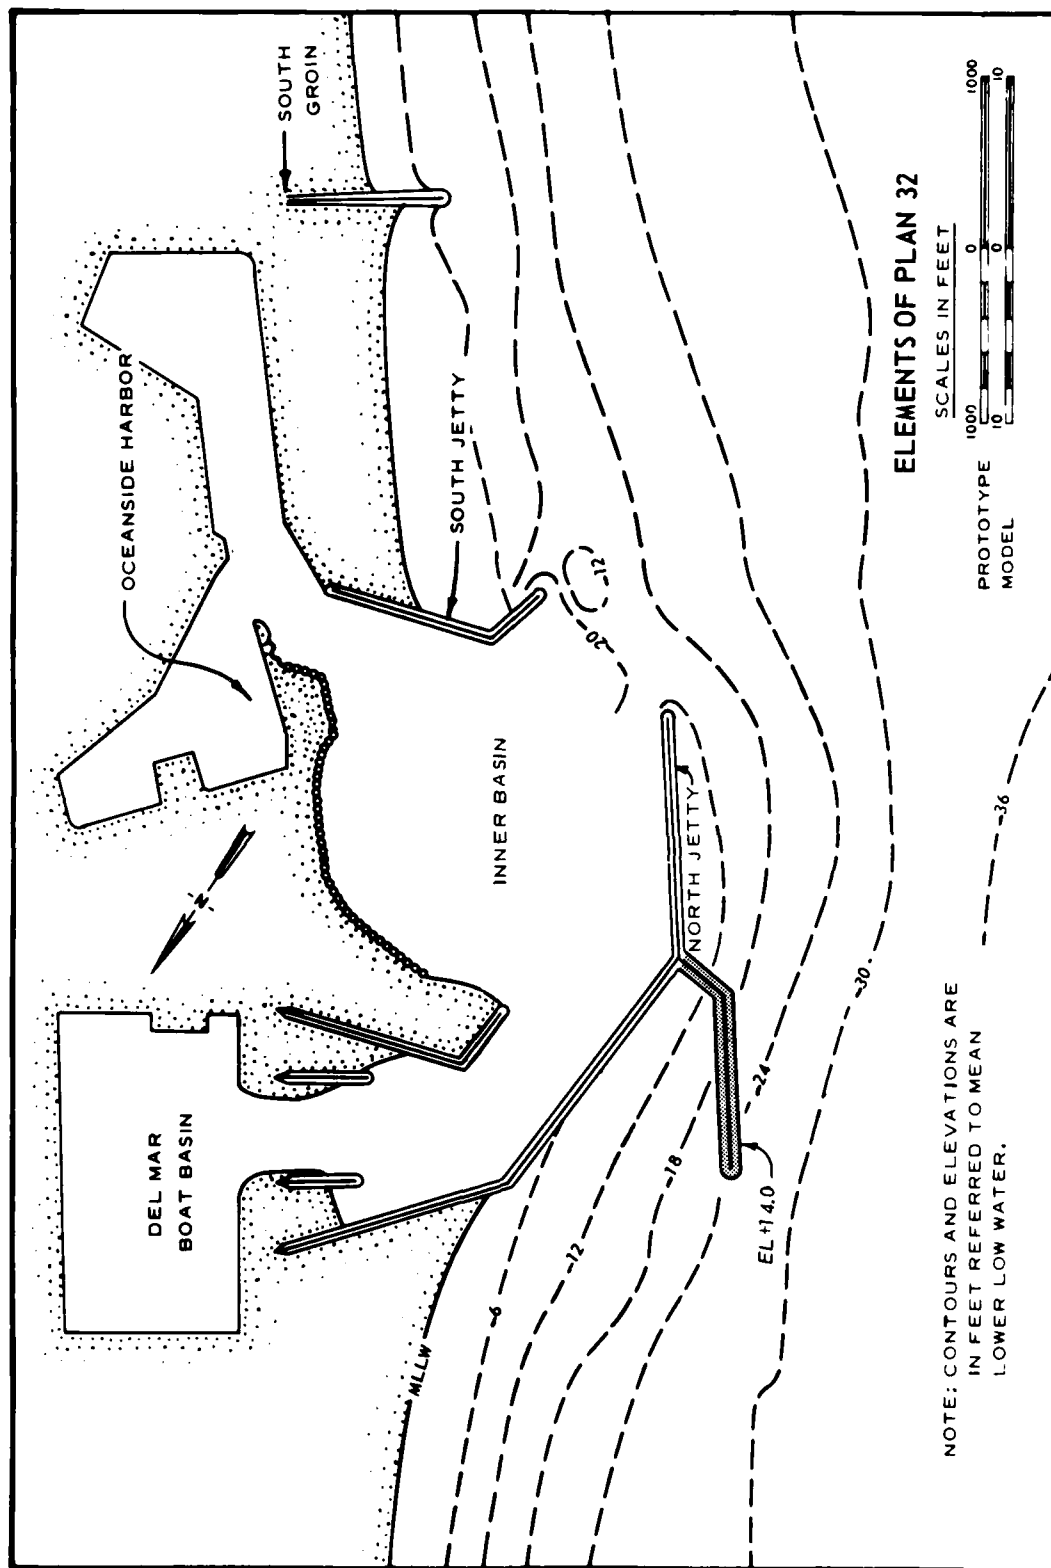 DEL MAR
BOAT BASIN
OCEANSIDE HARBOR
SOUTH
GROIN
N
INNER BASIN
SOUTH JETTY
NORTH JETTY
MLLW
-6
-12
-18
-24
-30
-36
-12
-20
EL +14.0
ELEMENTS OF PLAN 32
SCALES IN FEET
PROTOTYPE 1000 0 1000
MODEL 10 0 10
NOTE: CONTOURS AND ELEVATIONS ARE
IN FEET REFERRED TO MEAN
LOWER LOW WATER.